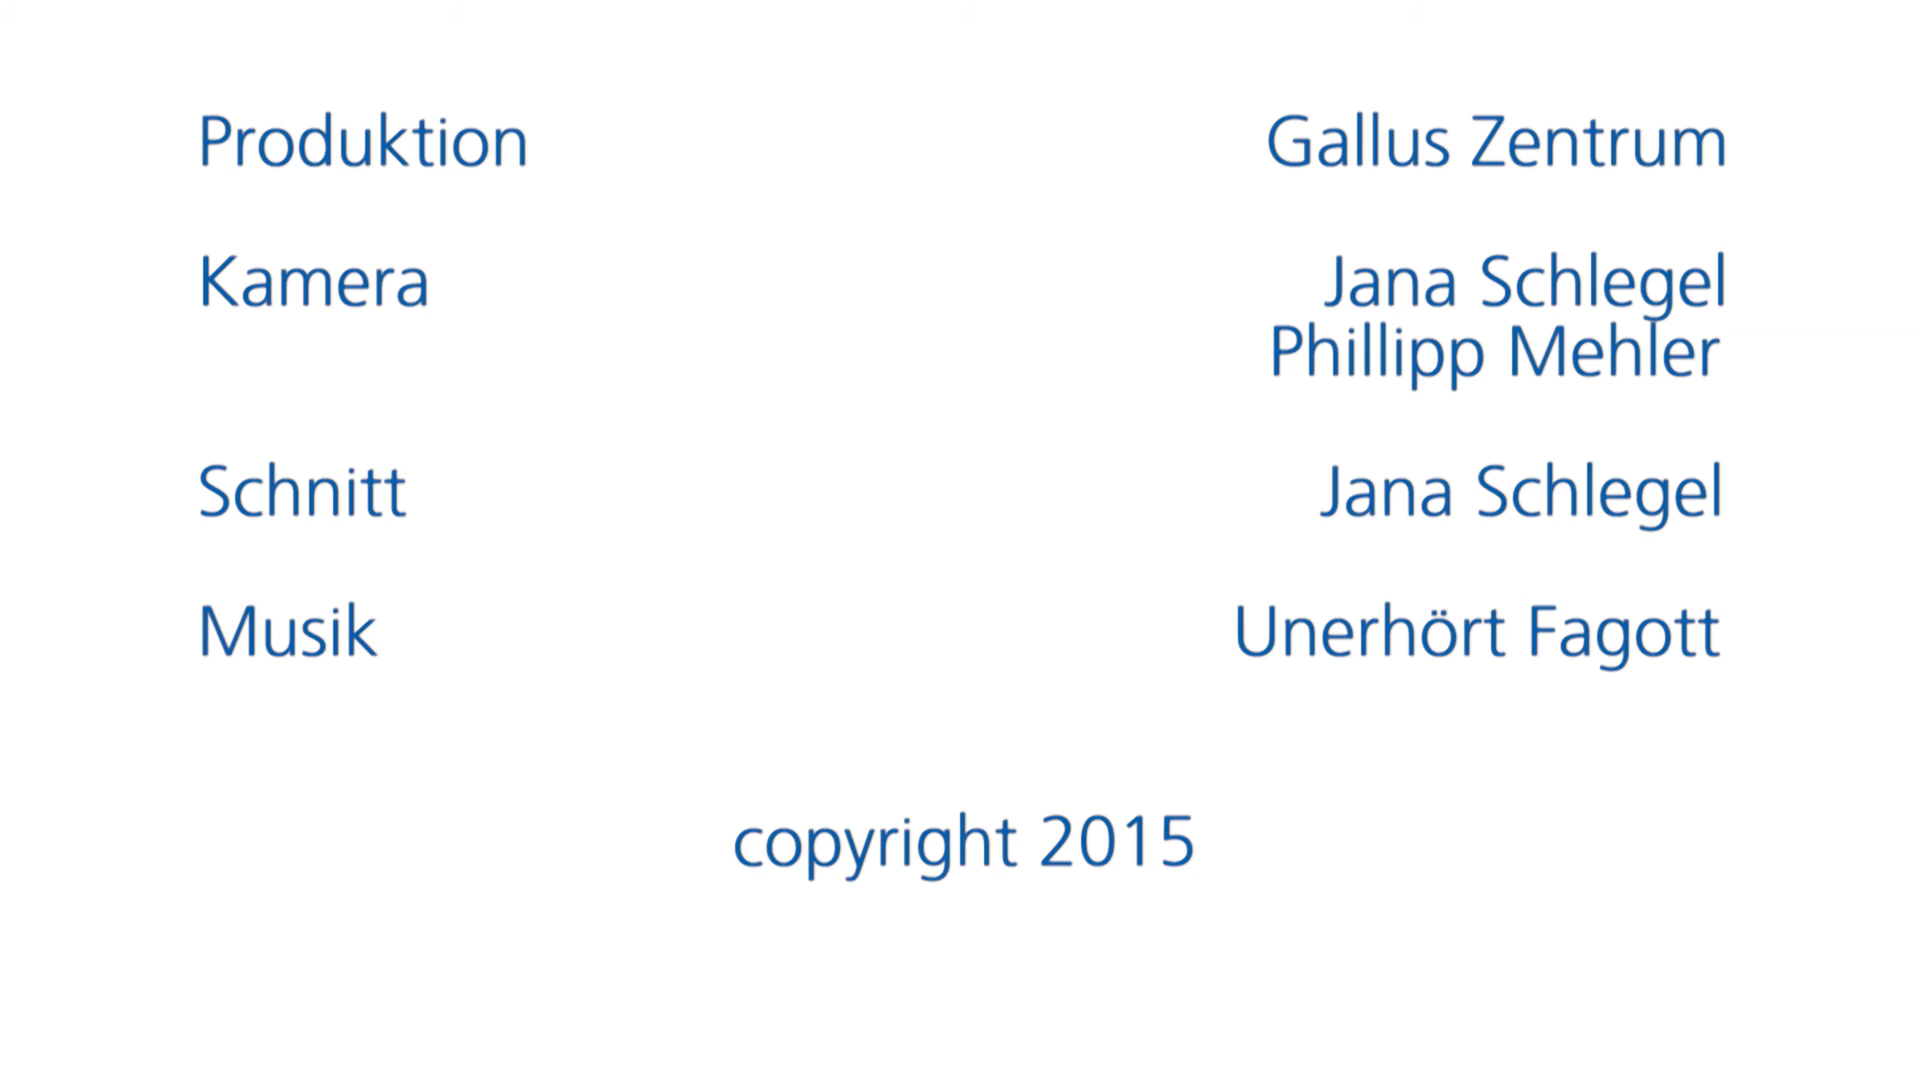 Produktion Gallus Zentrum
Kamera Jana Schlegel
Phillipp Mehler
Schnitt Jana Schlegel
Musik Unerhört Fagott
copyright 2015